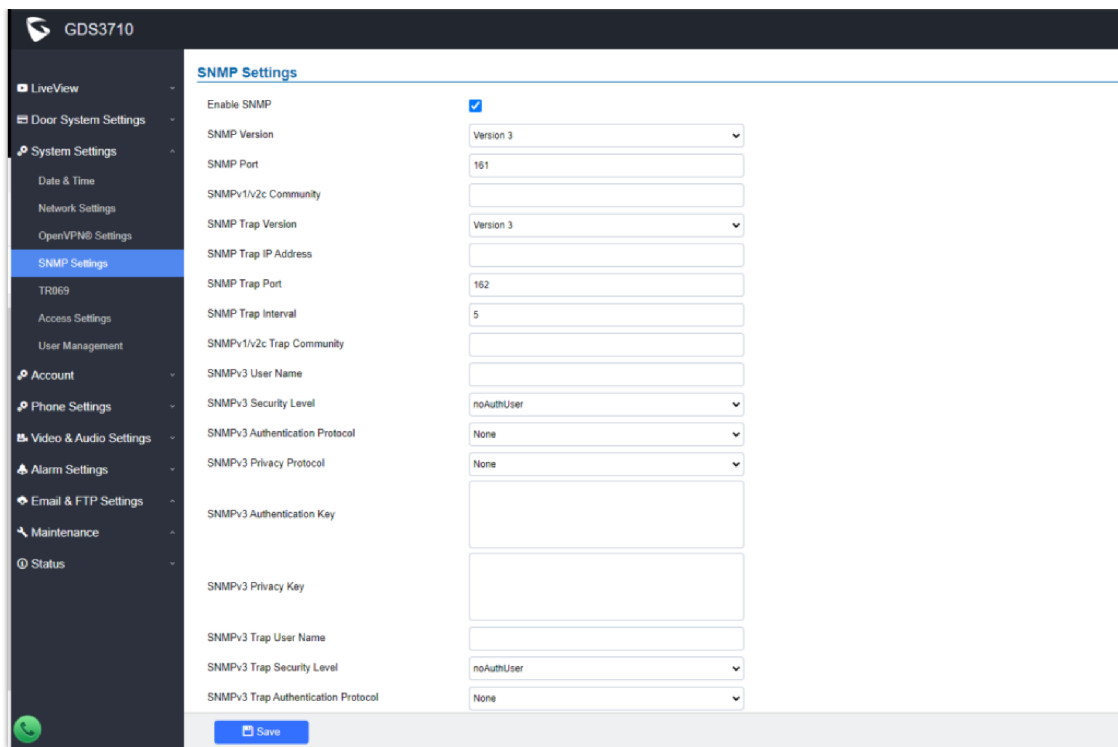 GDS3710
LiveView
Door System Settings
System Settings
Date & Time
Network Settings
OpenVPN® Settings
SNMP Settings
TR069
Access Settings
User Management
Account
Phone Settings
Video & Audio Settings
Alarm Settings
Email & FTP Settings
Maintenance
Status
SNMP Settings
Enable SNMP
SNMP Version Version 3
SNMP Port 161
SNMPv1/v2c Community
SNMP Trap Version Version 3
SNMP Trap IP Address
SNMP Trap Port 162
SNMP Trap Interval 5
SNMPv1/v2c Trap Community
SNMPv3 User Name
SNMPv3 Security Level noAuthUser
SNMPv3 Authentication Protocol None
SNMPv3 Privacy Protocol None
SNMPv3 Authentication Key
SNMPv3 Privacy Key
SNMPv3 Trap User Name
SNMPv3 Trap Security Level noAuthUser
SNMPv3 Trap Authentication Protocol None
Save